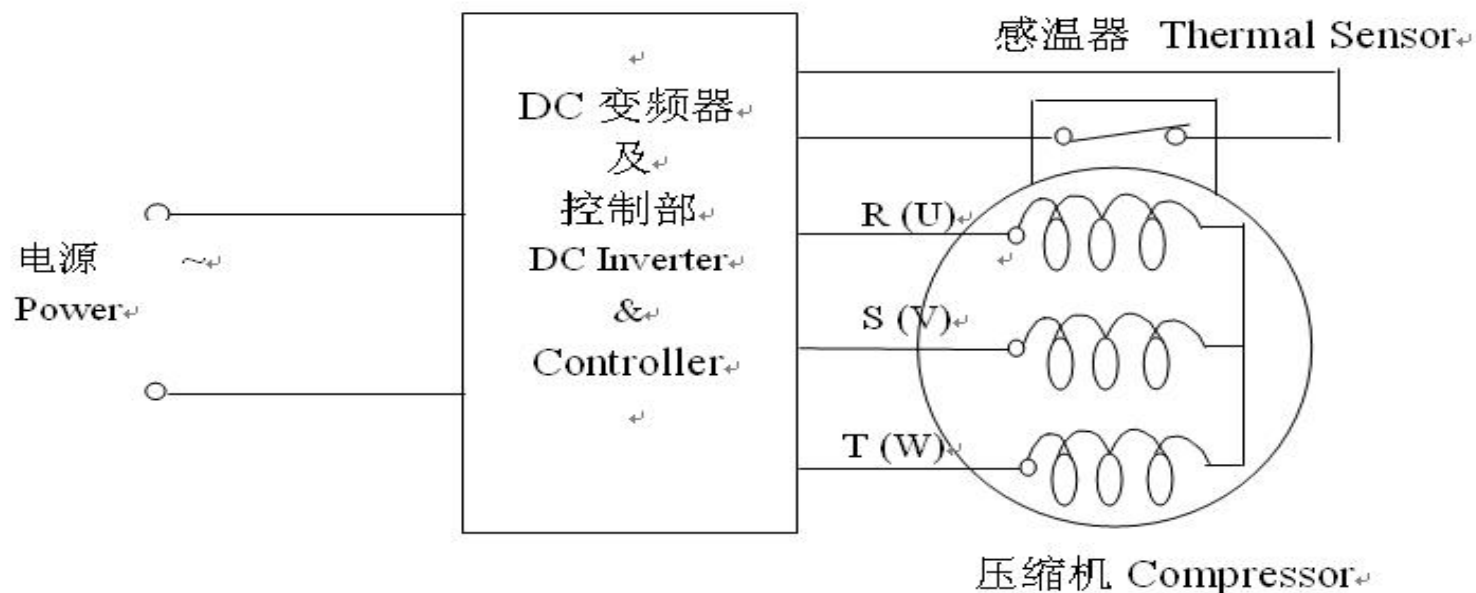 感温器 Thermal Sensor
DC 变频器
及
控制部
DC Inverter
&
Controller
电源 ~
Power
R (U)
S (V)
T (W)
压缩机 Compressor